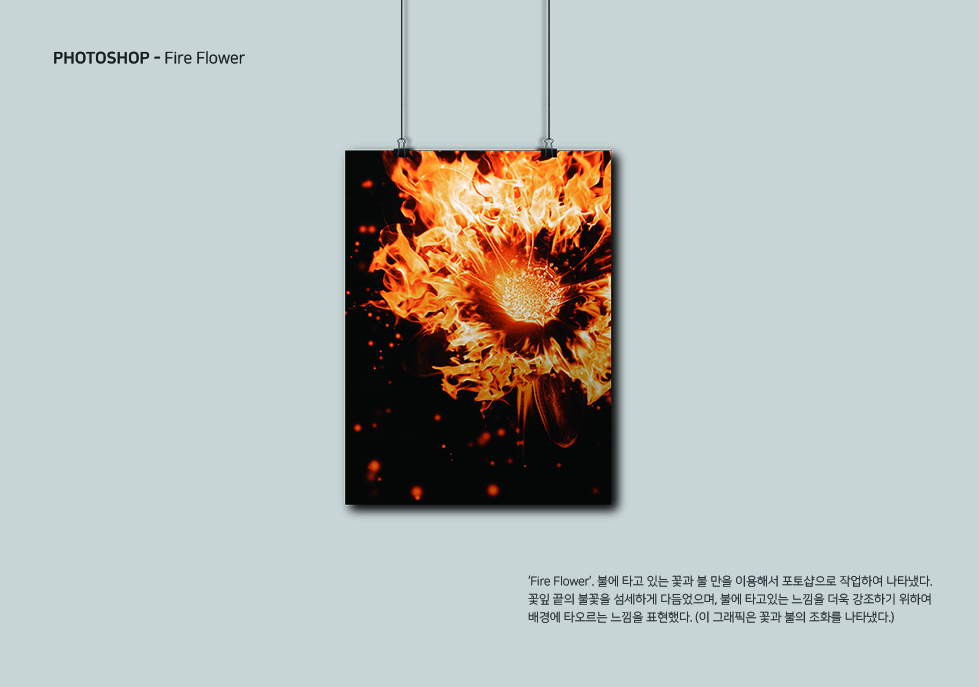 PHOTOSHOP - Fire Flower
'Fire Flower'. 불에 타고 있는 꽃과 불 만을 이용해서 포토샵으로 작업하여 나타냈다.
꽃잎 끝의 불꽃을 섬세하게 다듬었으며, 불에 타고있는 느낌을 더욱 강조하기 위하여
배경에 타오르는 느낌을 표현했다. (이 그래픽은 꽃과 불의 조화를 나타냈다.)